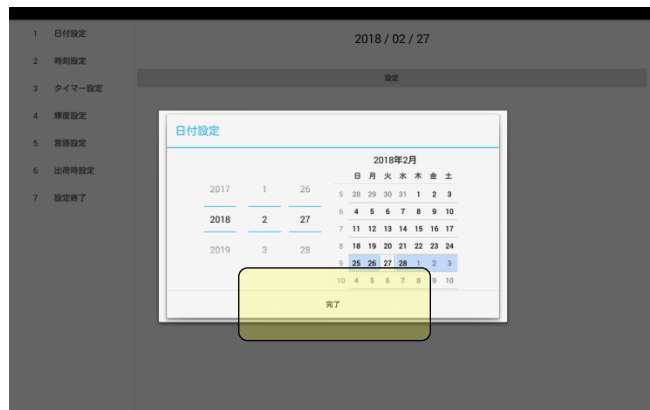 1 日付設定
2 時刻設定
3 タイマー設定
4 輝度設定
5 言語設定
6 出荷時設定
7 設定終了
2018 / 02 / 27
設定
日付設定
2017 1 26
2018 2 27
2019 3 28
2018年2月
日 月 火 水 木 金 土
5 28 29 30 31 1 2 3
6 4 5 6 7 8 9 10
7 11 12 13 14 15 16 17
8 18 19 20 21 22 23 24
9 25 26 27 28 1 2 3
10 4 5 6 7 8 9 10
完了